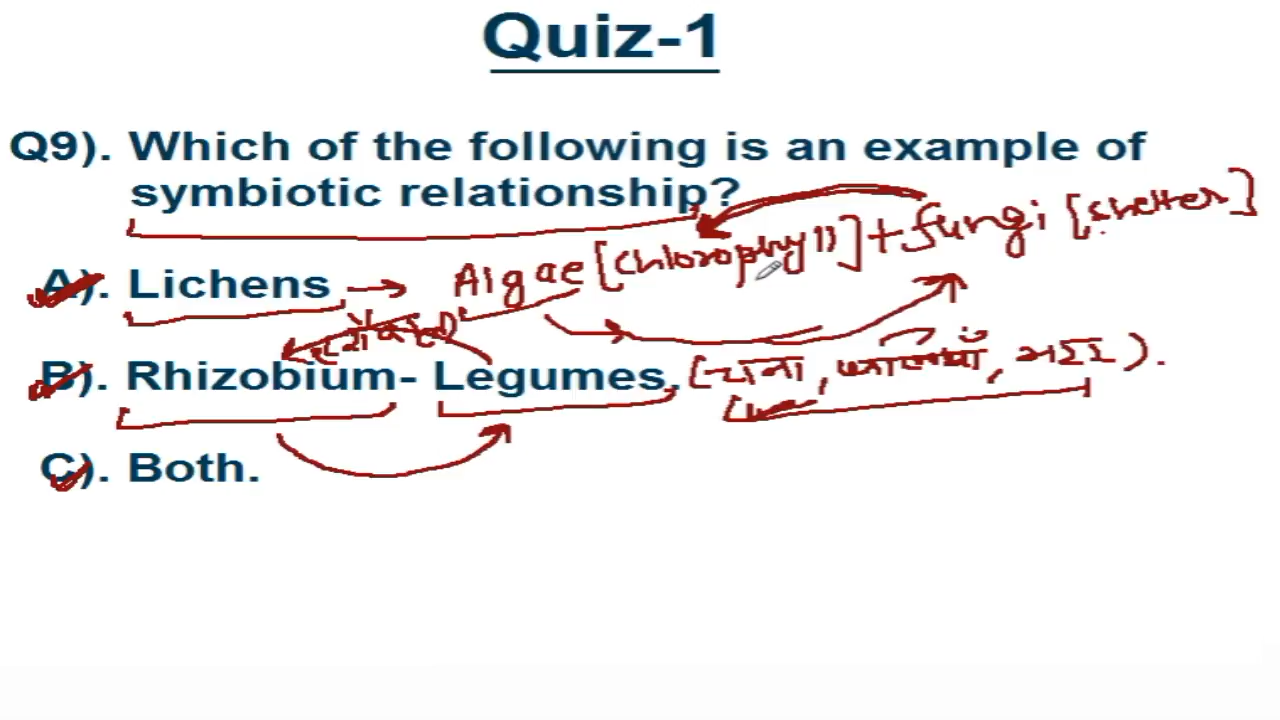 Quiz-1
Q9). Which of the following is an example of
symbiotic relationship?
A). Lichens → Algae [Chlorophyll] + fungi [shelter]
B). Rhizobium- Legumes. (चना, , मटर).
C). Both.